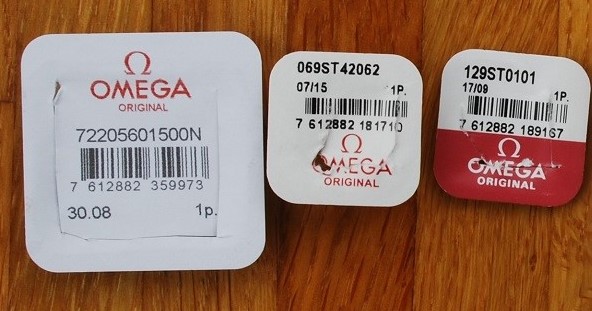 Ω
OMEGA
ORIGINAL
72205601500N
7 612882 359973
30.08 1p.
069ST42062
07/15 1P.
7 612882 181710
Ω
OMEGA
ORIGINAL
129ST0101
17/09 1P.
7 612882 189167
Ω
OMEGA
ORIGINAL